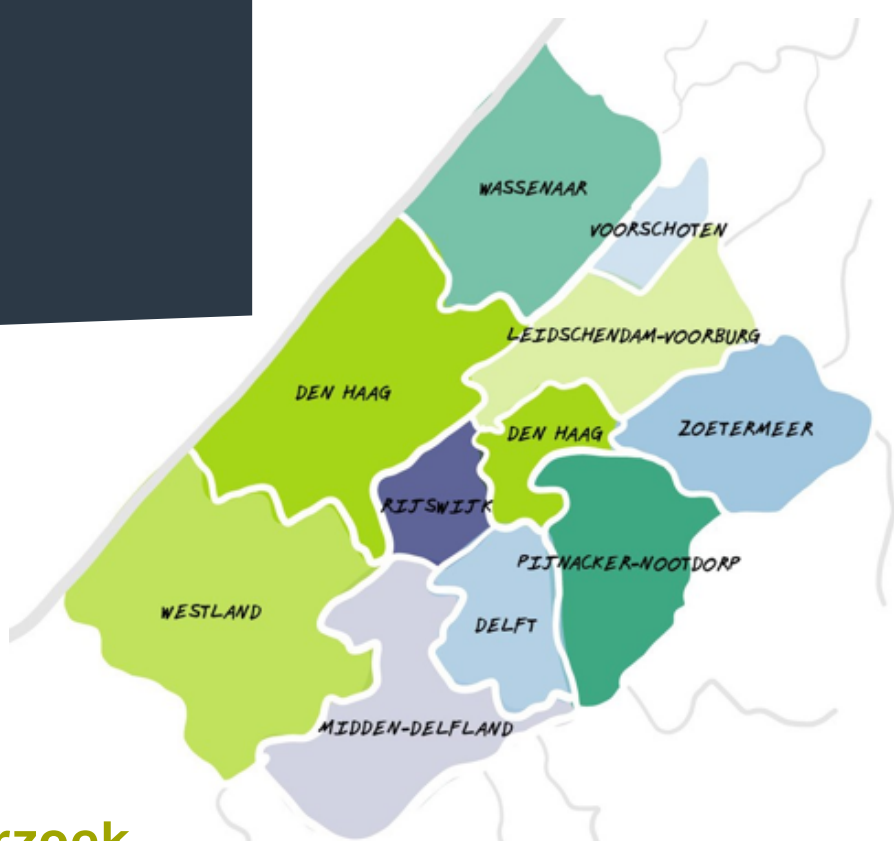 WASSENAAR
VOORSCHOTEN
LEIDSCHENDAM-VOORBURG
DEN HAAG
DEN HAAG
ZOETERMEER
RIJSWIJK
PIJNACKER-NOOTDORP
WESTLAND
DELFT
MIDDEN-DELFLAND